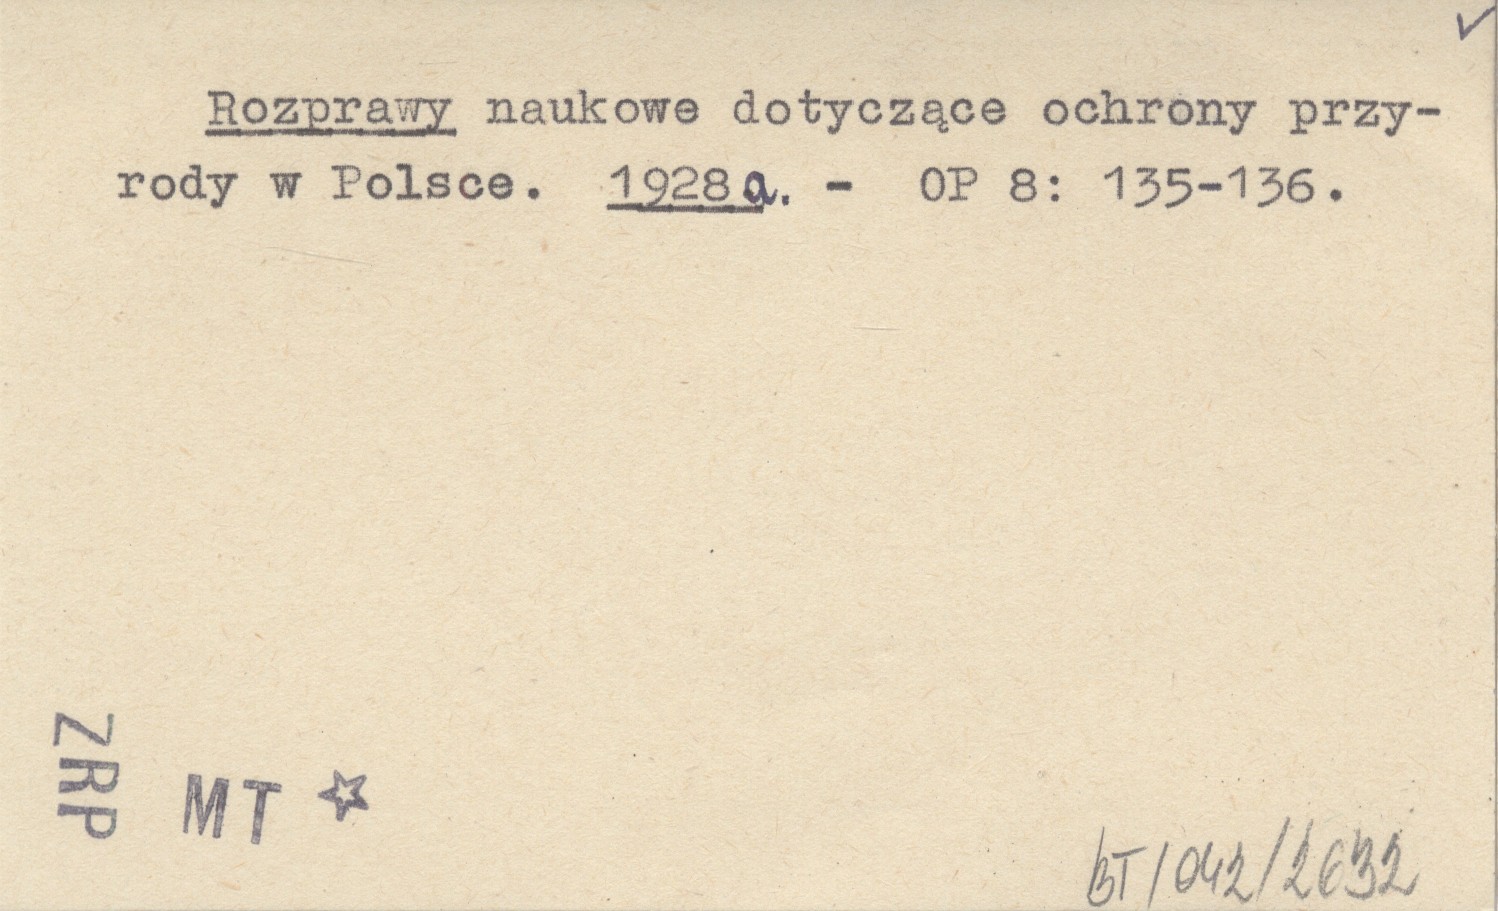 Rozprawy naukowe dotyczące ochrony przy-
rody w Polsce. 1928a. - OP 8: 135-136.
ZRP
MT
BT/042/2632